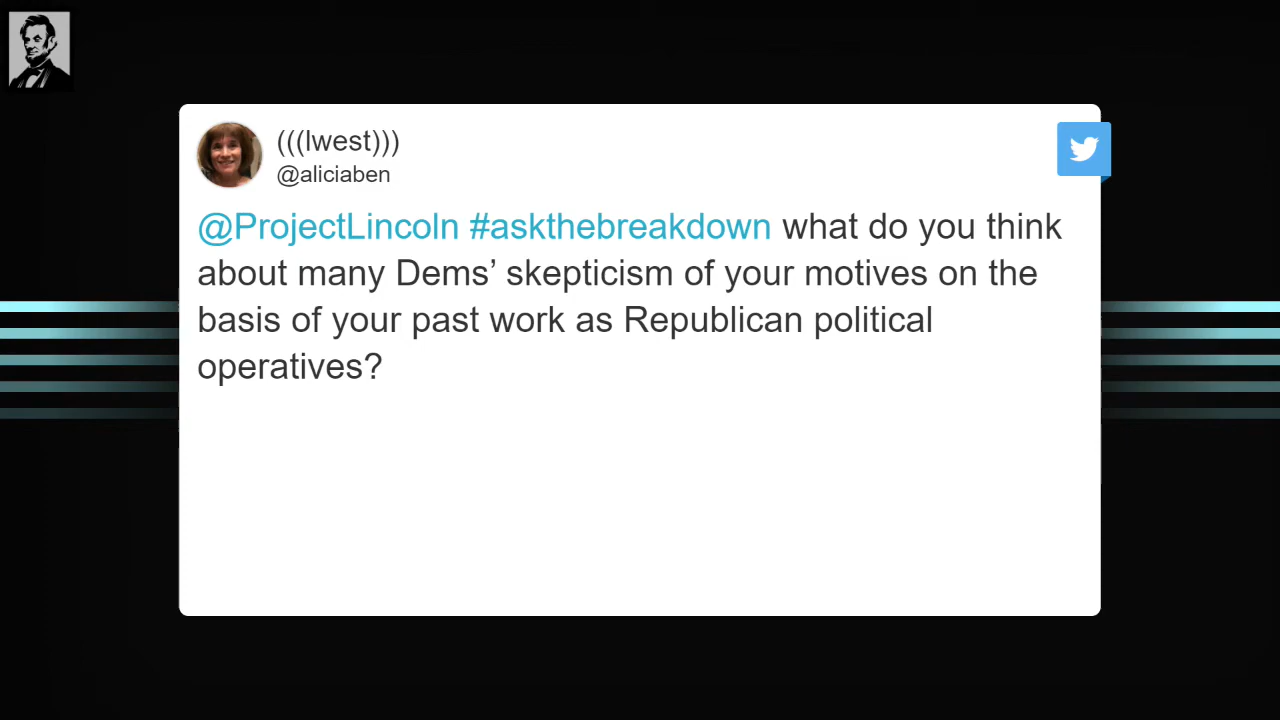 (((lwest)))
@aliciaben
@ProjectLincoln #askthebreakdown what do you think
about many Dems’ skepticism of your motives on the
basis of your past work as Republican political
operatives?